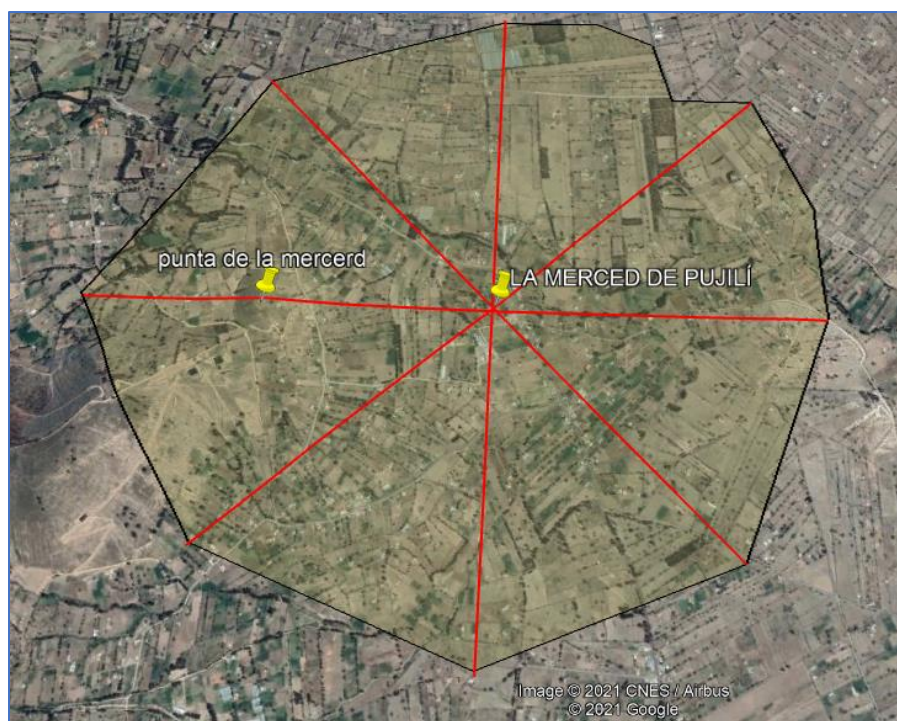 punta de la mercerd
LA MERCED DE PUJILÍ
Image © 2021 CNES / Airbus
© 2021 Google